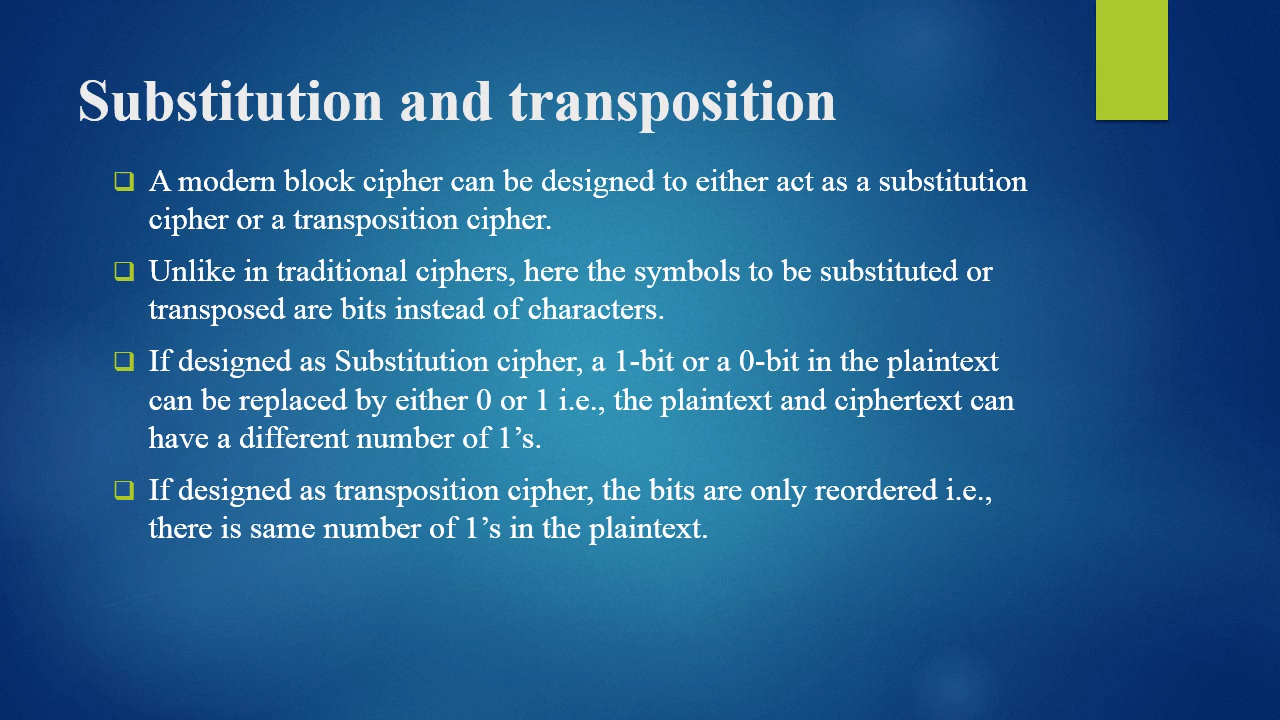 Substitution and transposition
A modern block cipher can be designed to either act as a substitution
cipher or a transposition cipher.
Unlike in traditional ciphers, here the symbols to be substituted or
transposed are bits instead of characters.
If designed as Substitution cipher, a 1-bit or a 0-bit in the plaintext
can be replaced by either 0 or 1 i.e., the plaintext and ciphertext can
have a different number of 1’s.
If designed as transposition cipher, the bits are only reordered i.e.,
there is same number of 1’s in the plaintext.